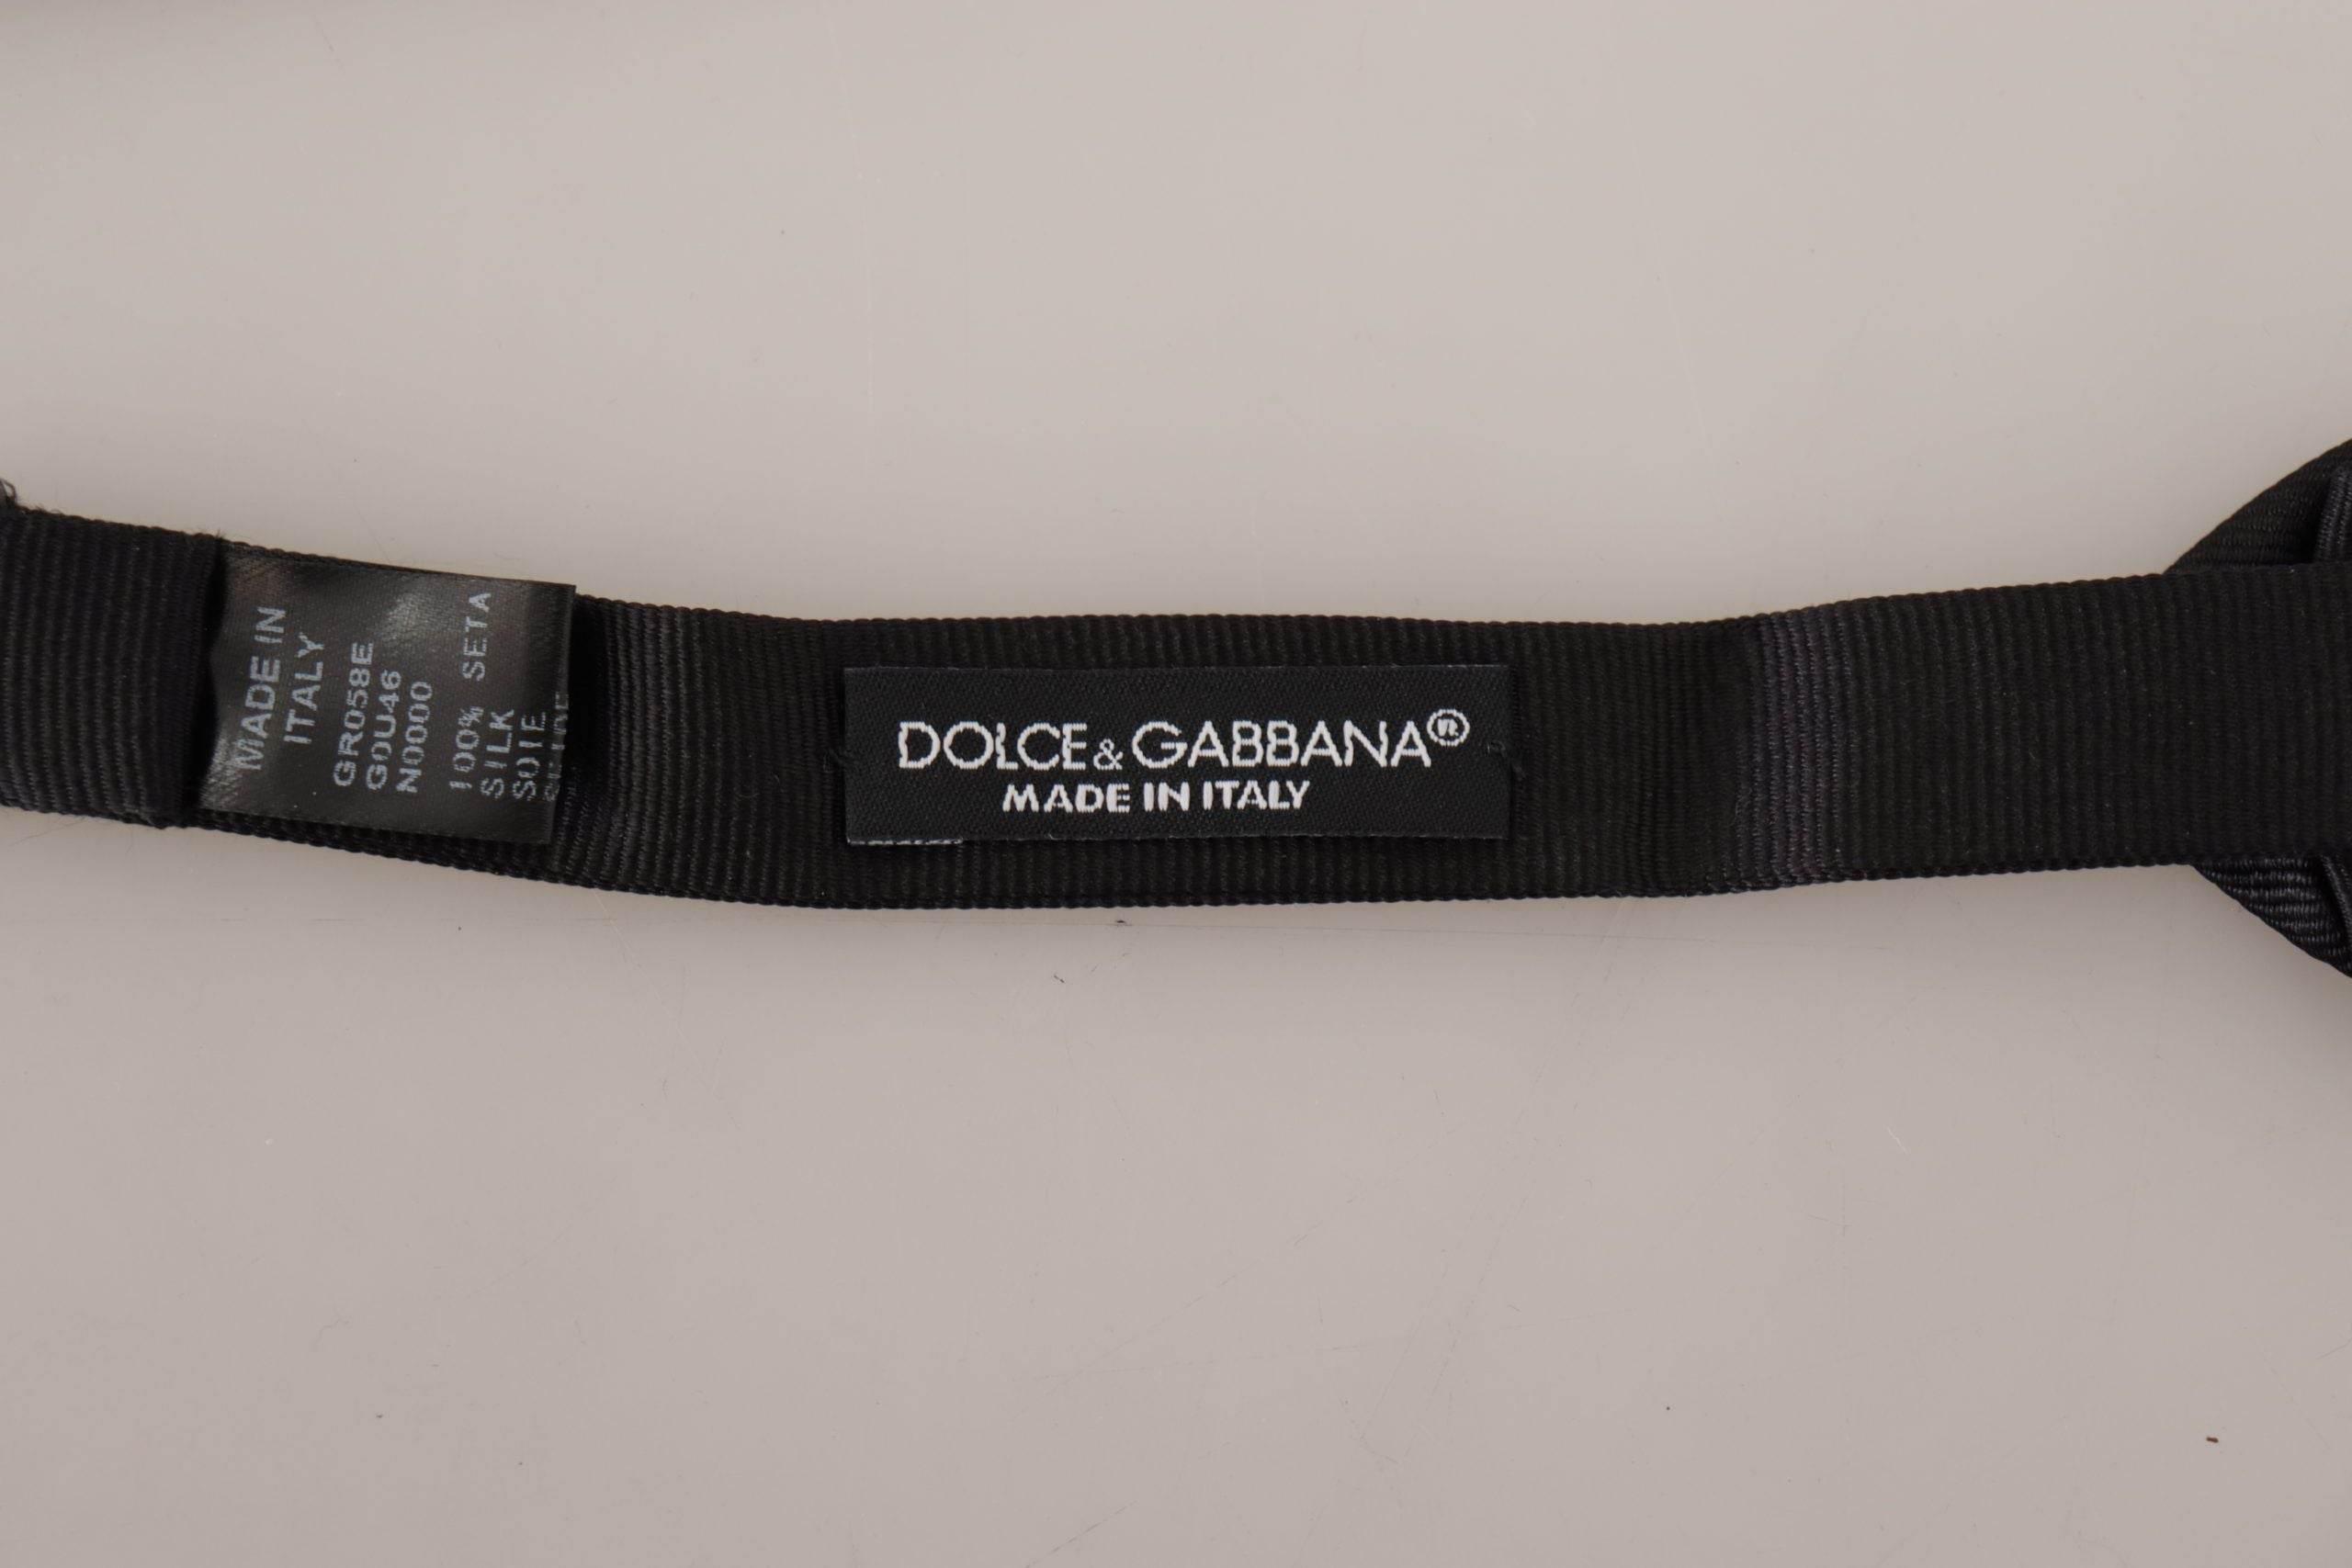 MADE IN
ITALY
GR058E
G0U46
N0000
100% SETA
SILK
SOIE
DOLCE & GABBANA®
MADE IN ITALY